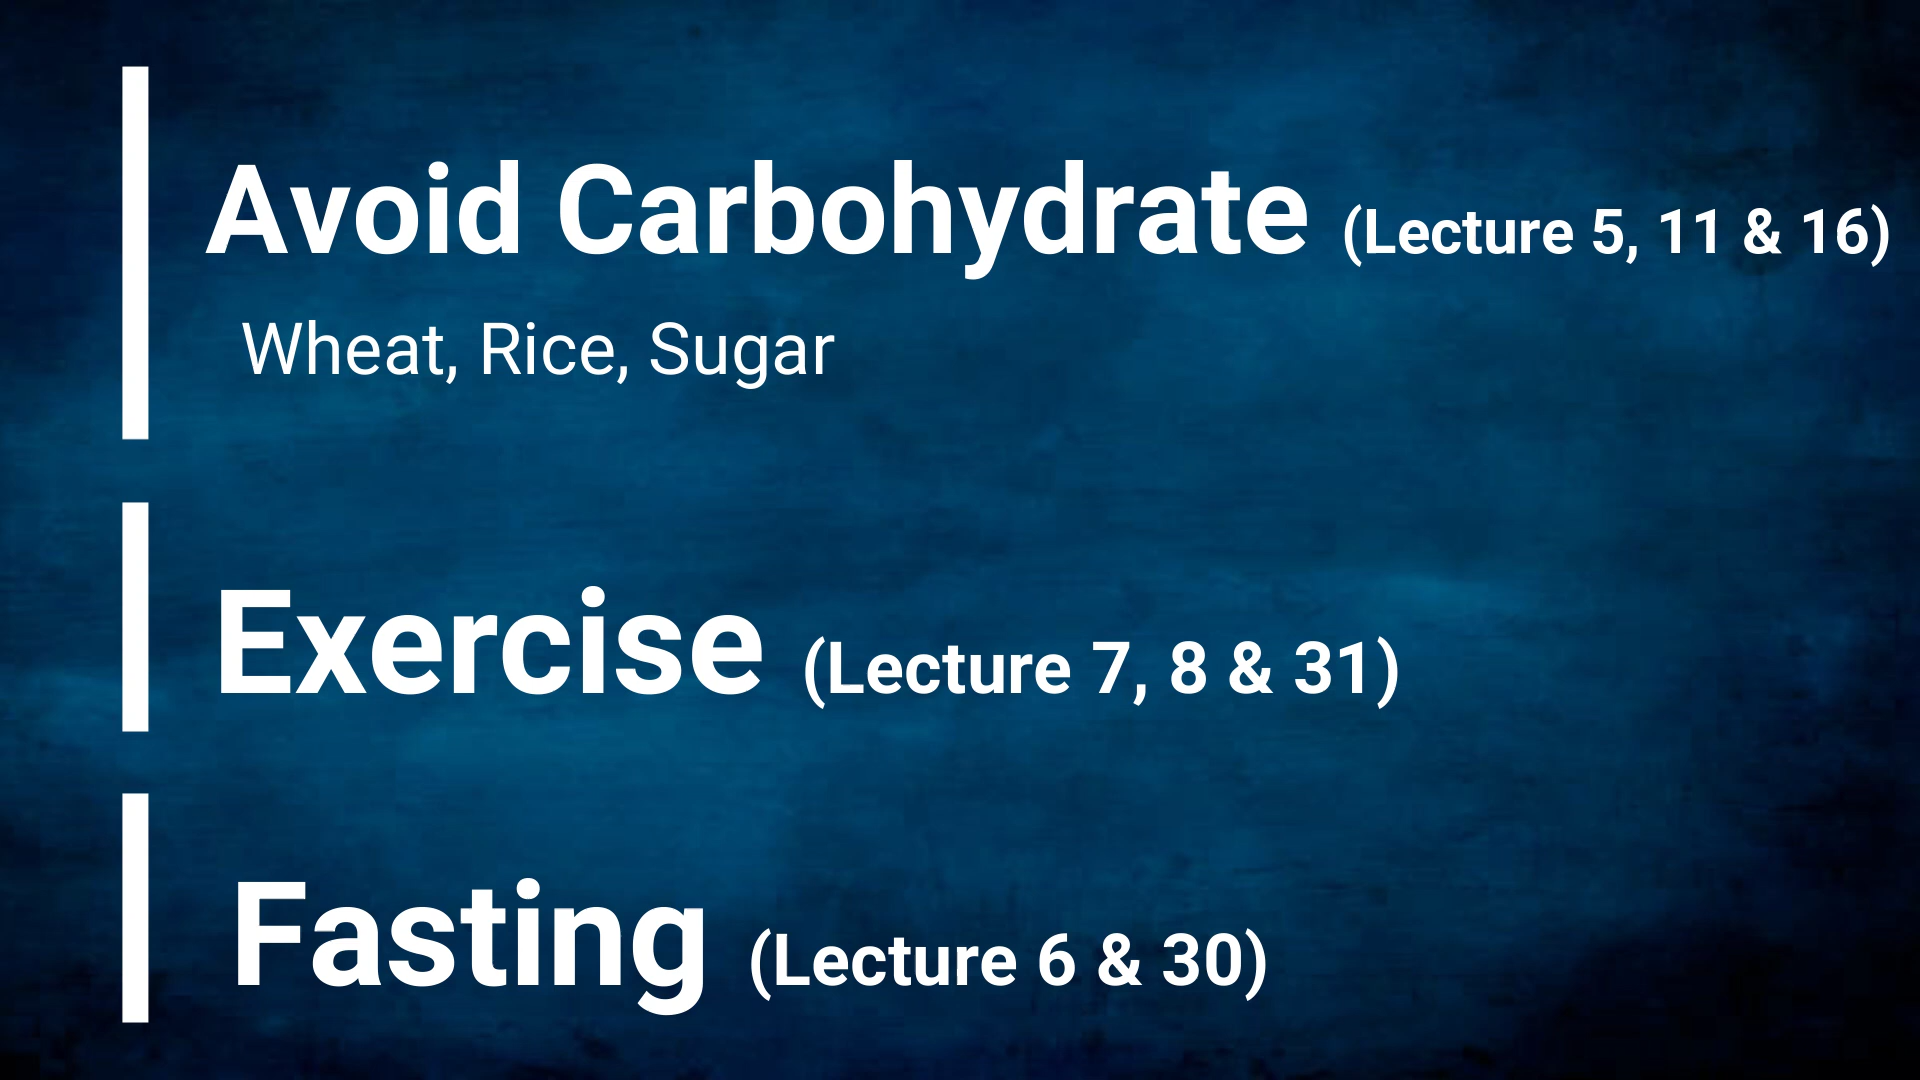 Avoid Carbohydrate (Lecture 5, 11 & 16)
Wheat, Rice, Sugar
Exercise (Lecture 7, 8 & 31)
Fasting (Lecture 6 & 30)